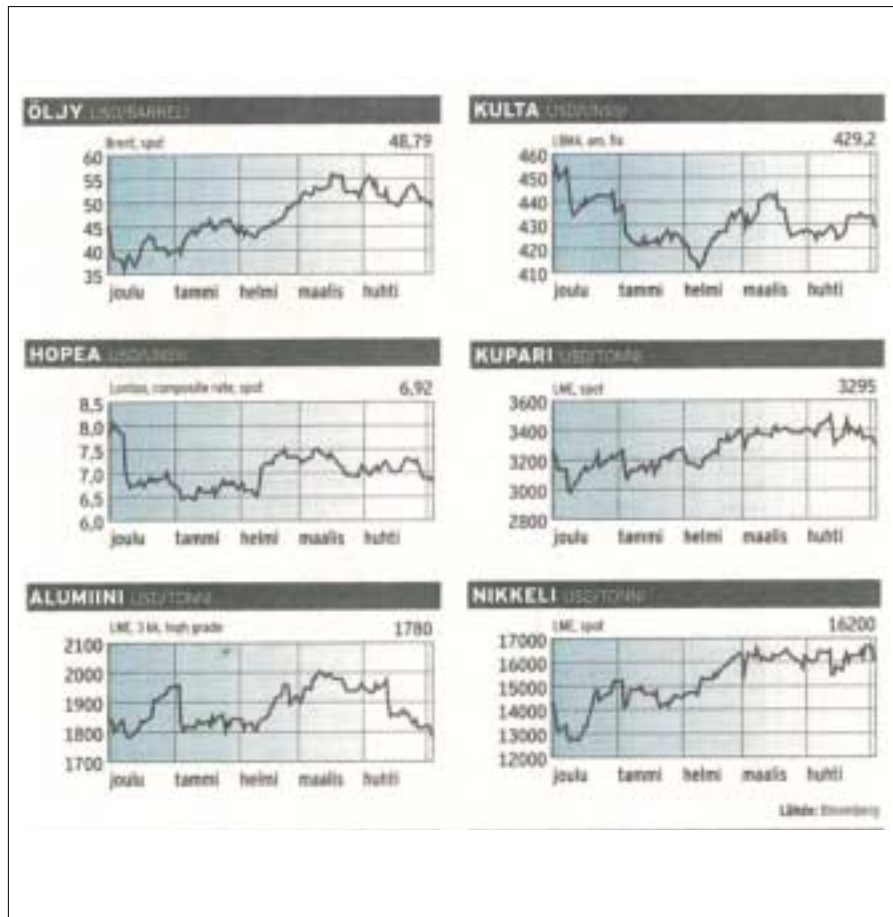 ÖLJY USD/BARRELI
Brent, spot 48,79
60
55
50
45
40
35
joulu tammi helmi maalis huhti
KULTA USD/UNSSI
LBMA, am. fix 429,2
460
450
440
430
420
410
joulu tammi helmi maalis huhti
HOPEA USD/UNSSI
Lontoo, composite rate, spot 6,92
8,5
8,0
7,5
7,0
6,5
6,0
joulu tammi helmi maalis huhti
KUPARI USD/TONNI
LME, spot 3295
3600
3400
3200
3000
2800
joulu tammi helmi maalis huhti
ALUMIINI USD/TONNI
LME, 3 kk, high grade 1780
2100
2000
1900
1800
1700
joulu tammi helmi maalis huhti
NIKKELI USD/TONNI
LME, spot 16200
17000
16000
15000
14000
13000
12000
joulu tammi helmi maalis huhti
Lähde: Bloomberg